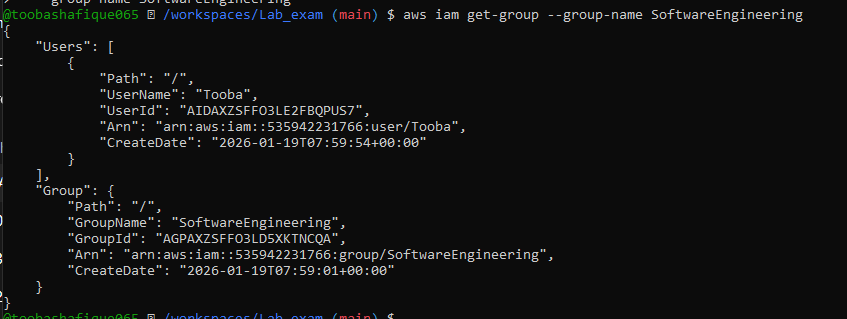 group name SoftwareEngineering
@toobashafique065 /workspaces/Lab_exam (main) $ aws iam get-group --group-name SoftwareEngineering
{
    "Users": [
        {
            "Path": "/",
            "UserName": "Tooba",
            "UserId": "AIDAXZSFFO3LE2FBQPUS7",
            "Arn": "arn:aws:iam::535942231766:user/Tooba",
            "CreateDate": "2026-01-19T07:59:54+00:00"
        }
    ],
    "Group": {
        "Path": "/",
        "GroupName": "SoftwareEngineering",
        "GroupId": "AGPAXZSFFO3LD5XKTNCQA",
        "Arn": "arn:aws:iam::535942231766:group/SoftwareEngineering",
        "CreateDate": "2026-01-19T07:59:01+00:00"
    }
}
@toobashafique065 /workspaces/Lab_exam (main) $